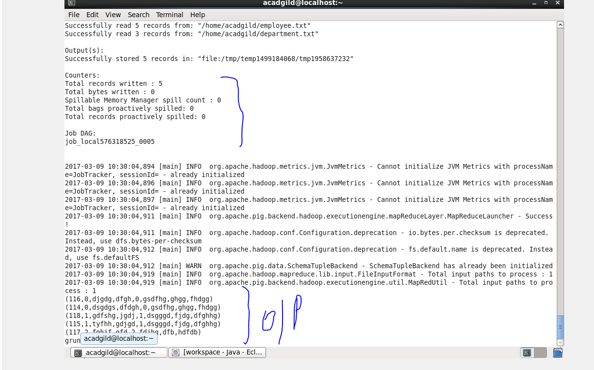 acadgild@localhost:~
File Edit View Search Terminal Help
Successfully read 5 records from: "/home/acadgild/employee.txt"
Successfully read 3 records from: "/home/acadgild/department.txt"
Output(s):
Successfully stored 5 records in: "file:/tmp/temp1499184068/tmp1958637232"
Counters:
Total records written : 5
Total bytes written : 0
Spillable Memory Manager spill count : 0
Total bags proactively spilled: 0
Total records proactively spilled: 0
Job DAG:
job_local576318525_0005
2017-03-09 10:30:04,894 [main] INFO  org.apache.hadoop.metrics.jvm.JvmMetrics - Cannot initialize JVM Metrics with processNam
e=JobTracker, sessionId= - already initialized
2017-03-09 10:30:04,896 [main] INFO  org.apache.hadoop.metrics.jvm.JvmMetrics - Cannot initialize JVM Metrics with processNam
e=JobTracker, sessionId= - already initialized
2017-03-09 10:30:04,897 [main] INFO  org.apache.hadoop.metrics.jvm.JvmMetrics - Cannot initialize JVM Metrics with processNam
e=JobTracker, sessionId= - already initialized
2017-03-09 10:30:04,911 [main] INFO  org.apache.pig.backend.hadoop.executionengine.mapReduceLayer.MapReduceLauncher - Success
!
2017-03-09 10:30:04,911 [main] INFO  org.apache.hadoop.conf.Configuration.deprecation - io.bytes.per.checksum is deprecated.
Instead, use dfs.bytes-per-checksum
2017-03-09 10:30:04,912 [main] INFO  org.apache.hadoop.conf.Configuration.deprecation - fs.default.name is deprecated. Instea
d, use fs.defaultFS
2017-03-09 10:30:04,912 [main] WARN  org.apache.pig.data.SchemaTupleBackend - SchemaTupleBackend has already been initialized
2017-03-09 10:30:04,919 [main] INFO  org.apache.hadoop.mapreduce.lib.input.FileInputFormat - Total input paths to process : 1
2017-03-09 10:30:04,919 [main] INFO  org.apache.pig.backend.hadoop.executionengine.util.MapRedUtil - Total input paths to pro
cess : 1
(116,0,djgdg,dfgh,0,gsdfhg,ghgg,fhdgg)
(114,0,dsgdgs,dfdgh,0,gsdfhg,ghgg,fhdgg)
(118,1,gdfshg,jgdj,1,dsgggd,fjdg,dfghhg)
(115,1,tyfhh,gdjgd,1,dsgggd,fjdg,dfghhg)
O/P
acadgild@localhost:~
acadgild@localhost:~
[workspace - Java - Ecl...